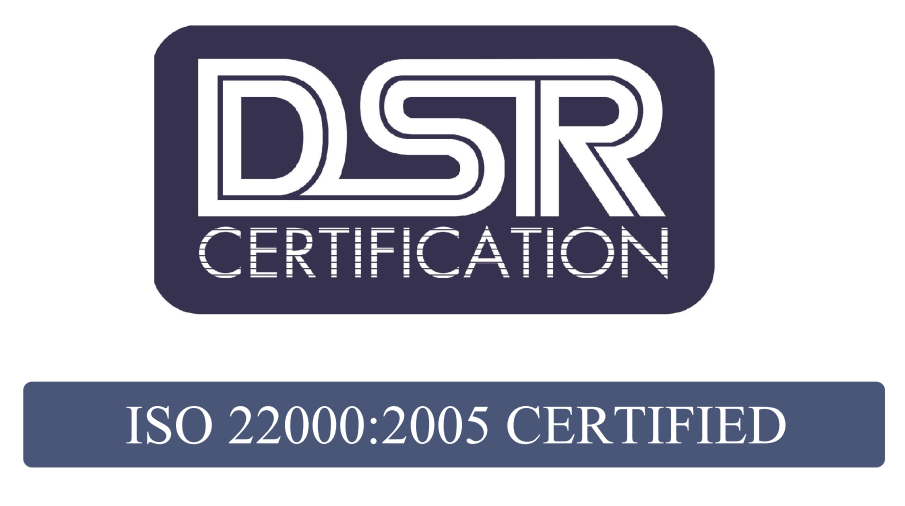 DSR
CERTIFICATION
ISO 22000:2005 CERTIFIED